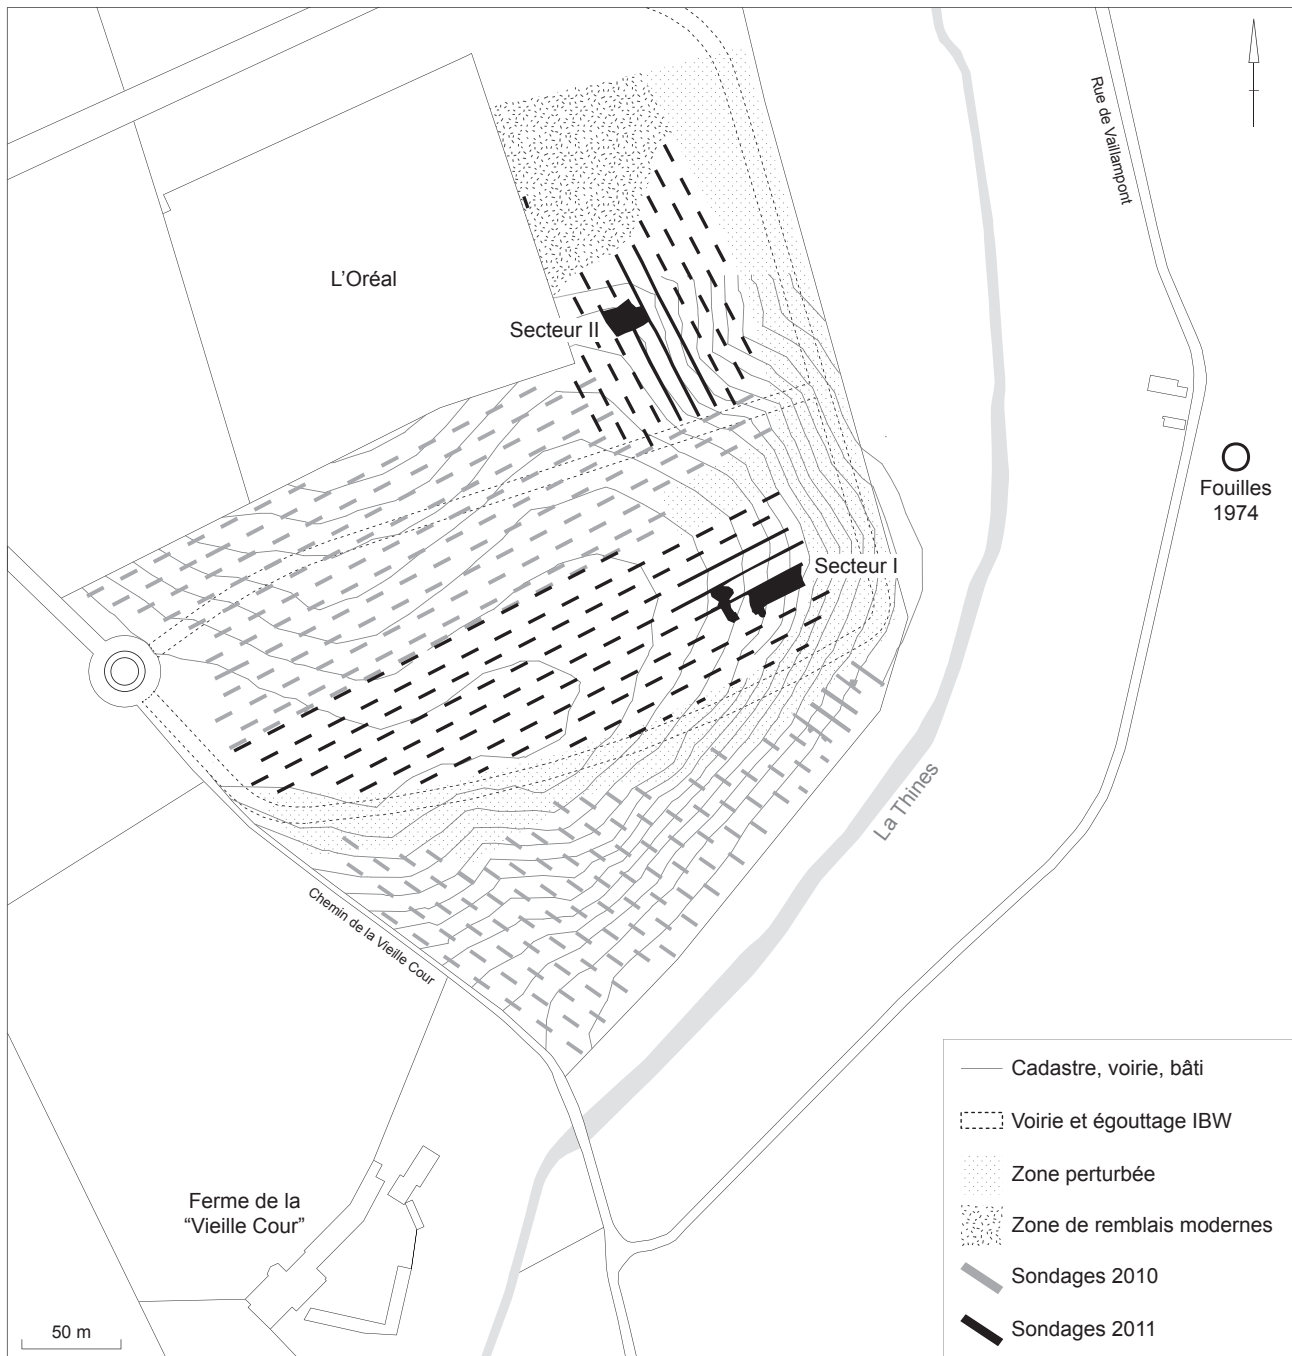 Rue de Vaillampont
L’Oréal
Secteur II
Fouilles
1974
Secteur I
La Thines
Chemin de la Vieille Cour
Ferme de la
“Vieille Cour”
50 m
Cadastre, voirie, bâti
Voirie et égouttage IBW
Zone perturbée
Zone de remblais modernes
Sondages 2010
Sondages 2011